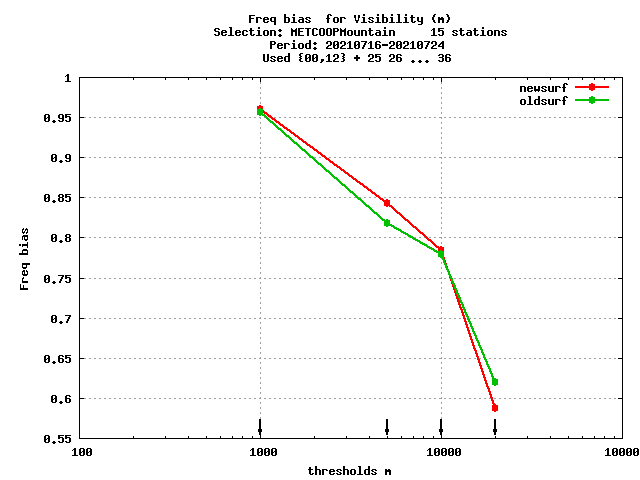 Freq bias  for Visibility (m)
Selection: METCOOPMountain     15 stations
Period: 20210716-20210724
Used {00,12} + 25 26 ... 36
newsurf
oldsurf
1
0.95
0.9
0.85
0.8
0.75
0.7
0.65
0.6
0.55
Freq bias
100
1000
10000
10000
thresholds m